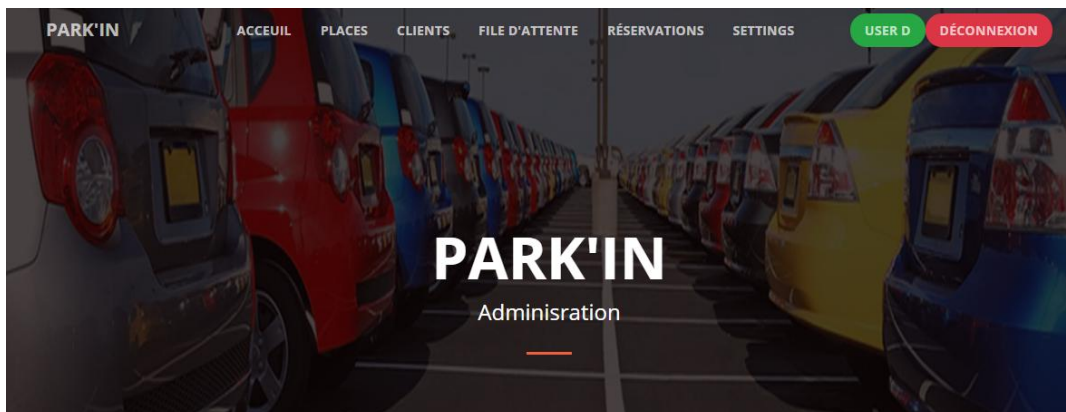 PARK'IN ACCEUIL PLACES CLIENTS FILE D'ATTENTE RÉSERVATIONS SETTINGS USER D DÉCONNEXION
PARK'IN
Adminisration